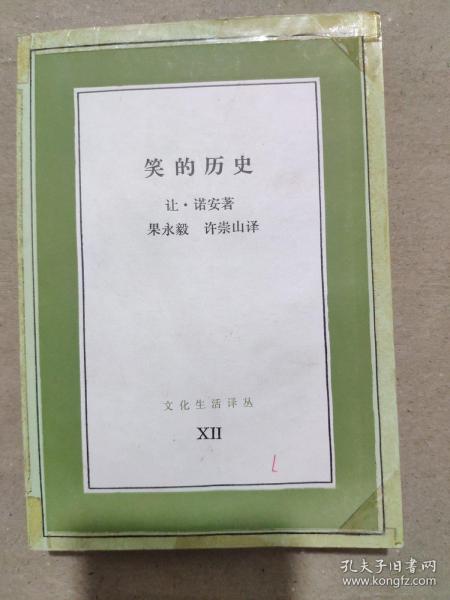 笑的历史
让·诺安著
果永毅 许崇山译
文化生活译丛
XII
孔夫子旧书网
www.kongfz.com